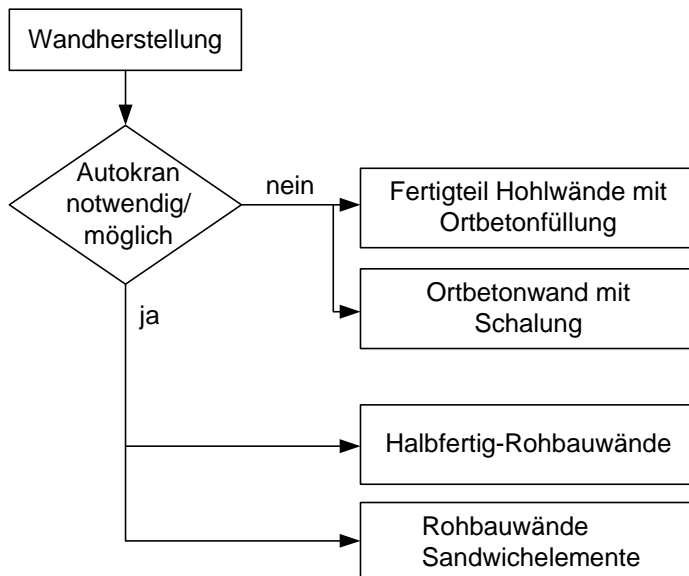 Wandherstellung
Autokran
notwendig/
möglich
nein
Fertigteil Hohlwände mit
Ortbetonfüllung
Ortbetonwand mit
Schalung
ja
Halbfertig-Rohbauwände
Rohbauwände
Sandwichelemente